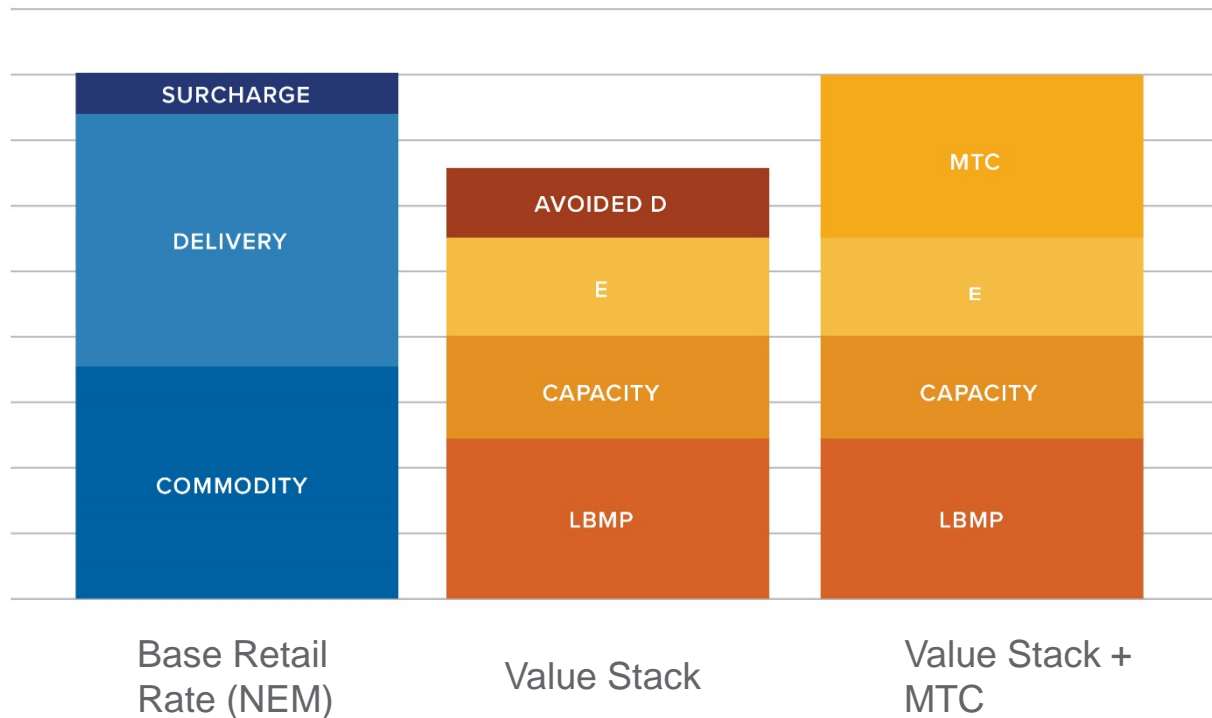 SURCHARGE
DELIVERY
COMMODITY
AVOIDED D
E
CAPACITY
LBMP
MTC
E
CAPACITY
LBMP
Base Retail
Rate (NEM)
Value Stack
Value Stack +
MTC